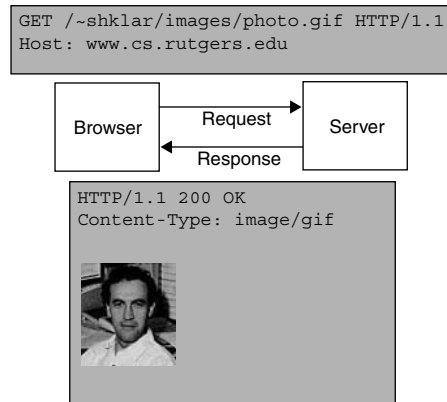 GET /~shklar/images/photo.gif HTTP/1.1
Host: www.cs.rutgers.edu
Browser
Request
Server
Response
HTTP/1.1 200 OK
Content-Type: image/gif